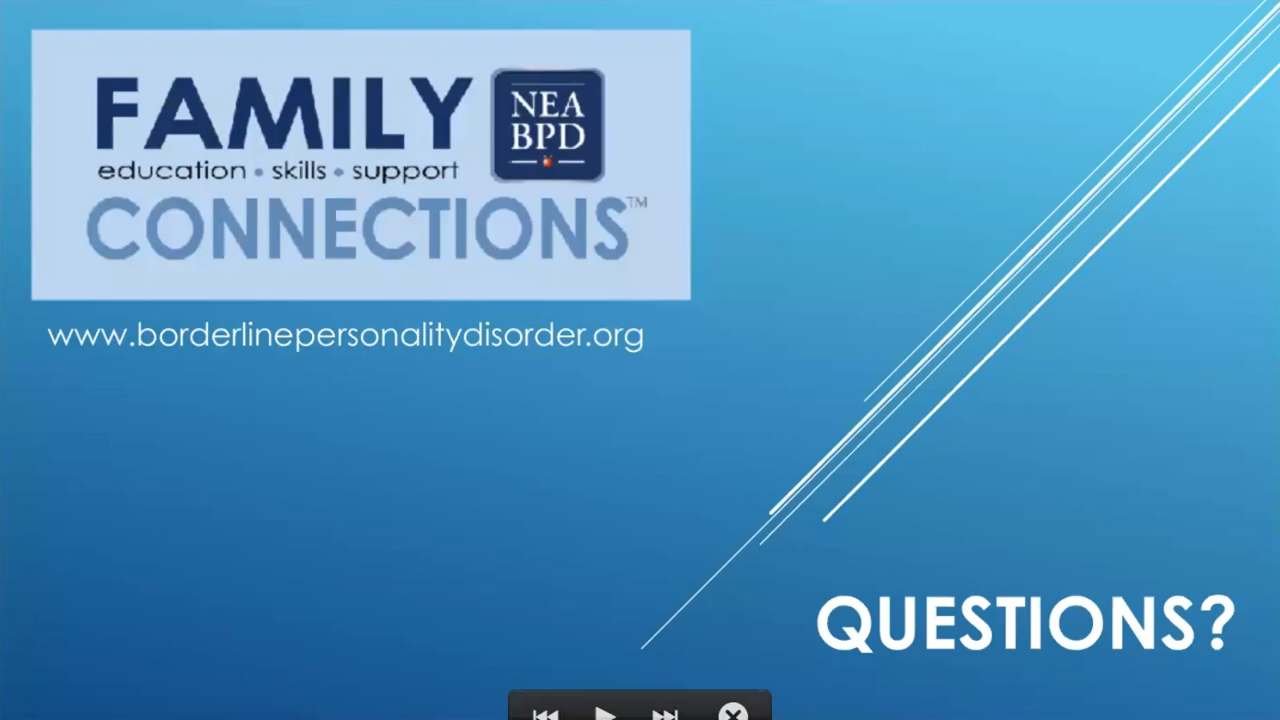 FAMILY
NEA
BPD
education • skills • support
CONNECTIONS™
www.borderlinepersonalitydisorder.org
QUESTIONS?